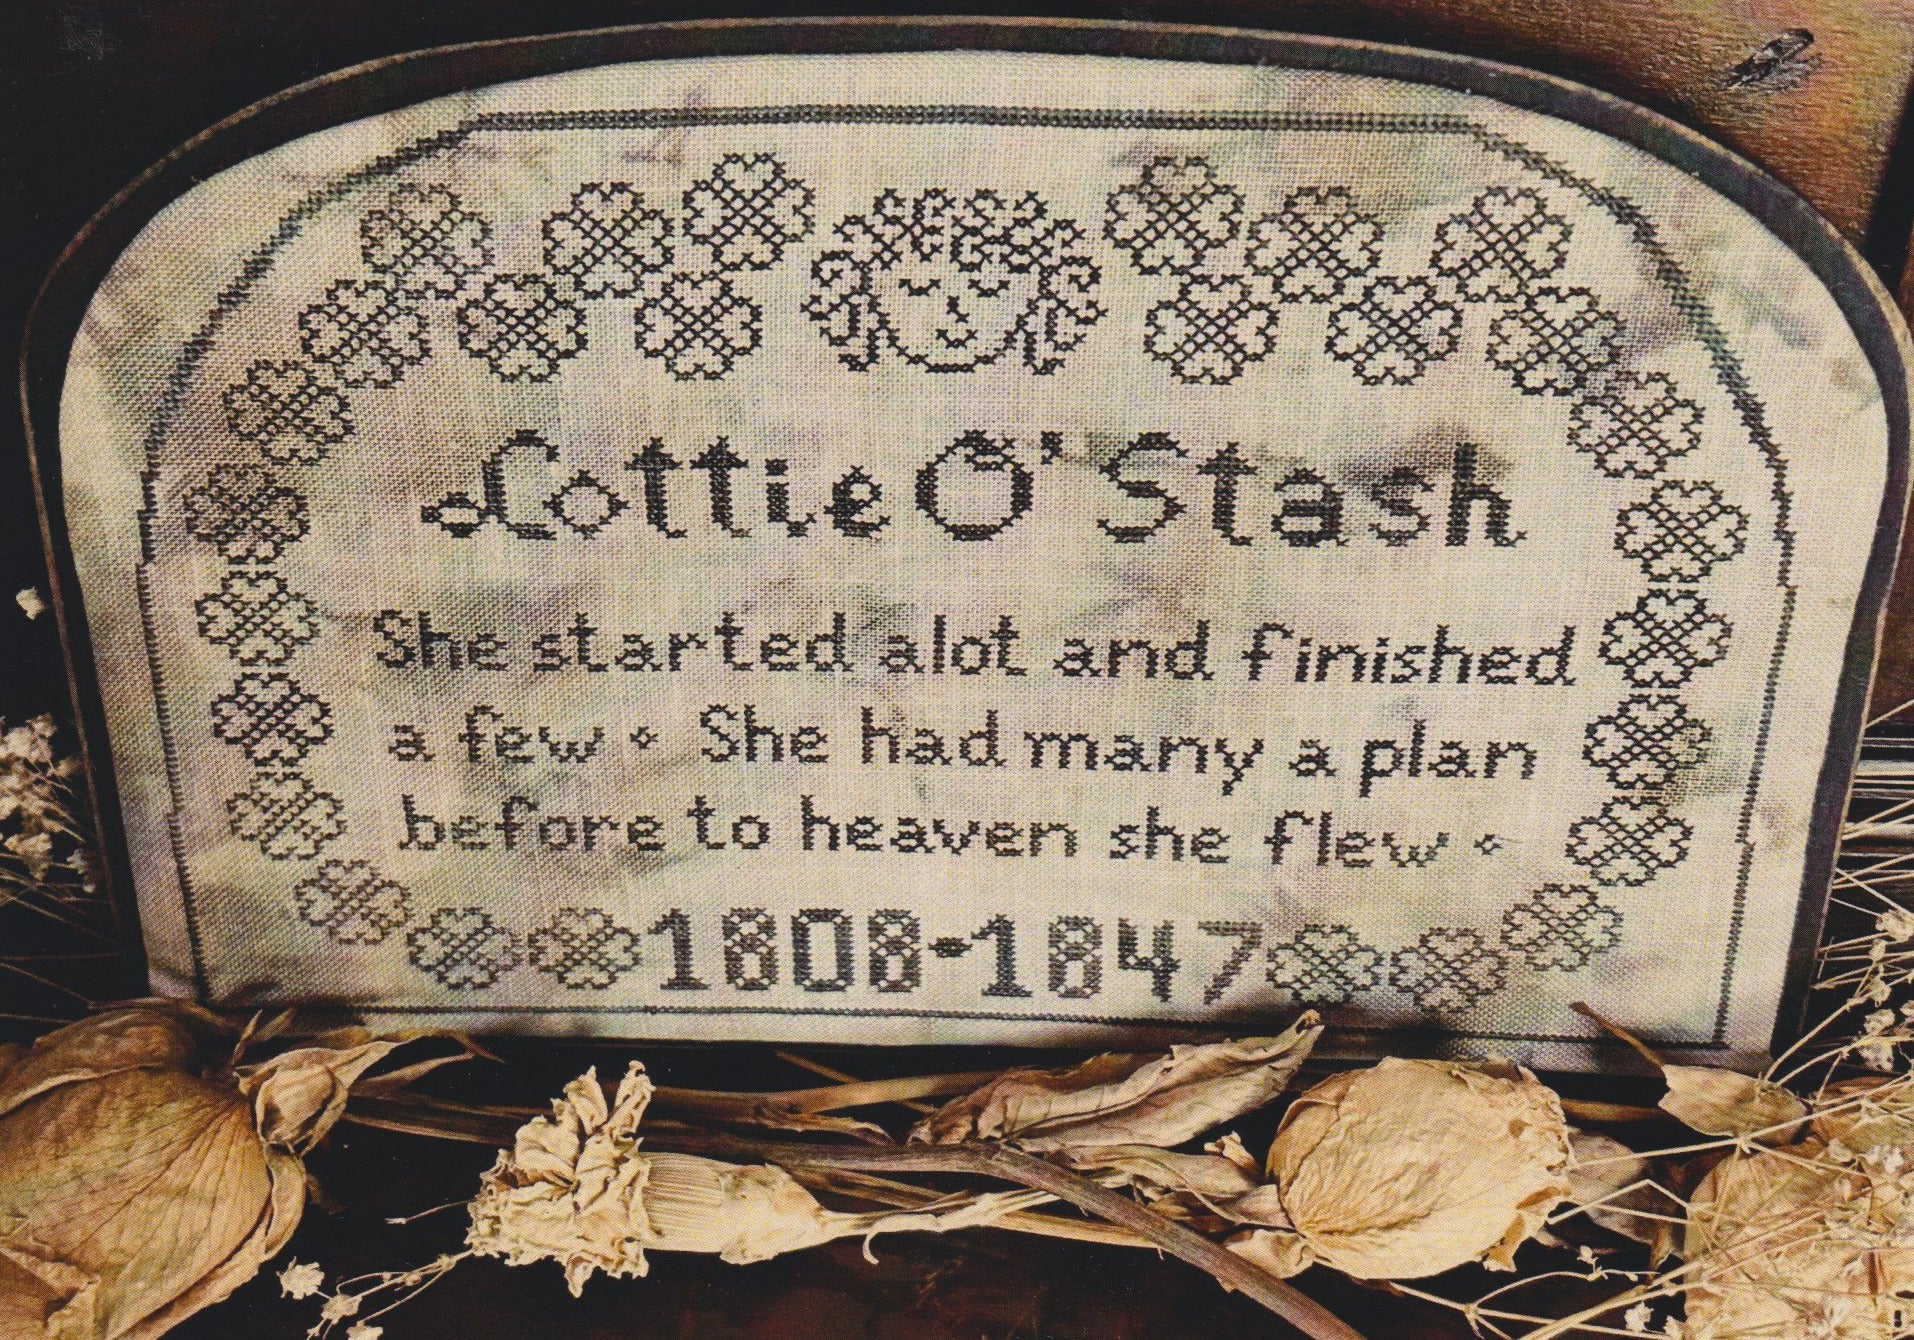 Lottie O' Stash
She started alot and finished
a few. She had many a plan
before to heaven she flew.
1808-1847